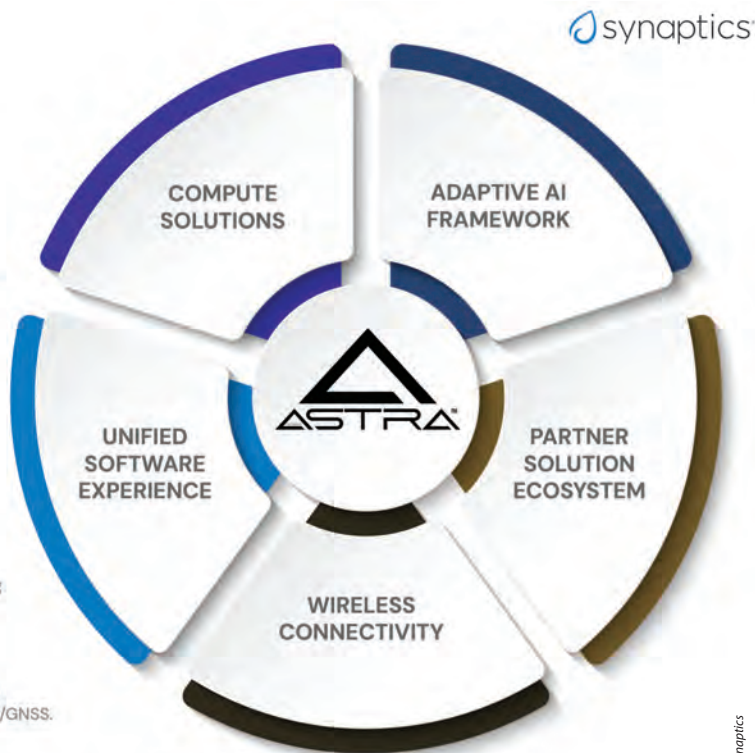 synaptics
COMPUTE
SOLUTIONS
ADAPTIVE AI
FRAMEWORK
ASTRA
UNIFIED
SOFTWARE
EXPERIENCE
PARTNER
SOLUTION
ECOSYSTEM
WIRELESS
CONNECTIVITY
/GNSS.
naptics